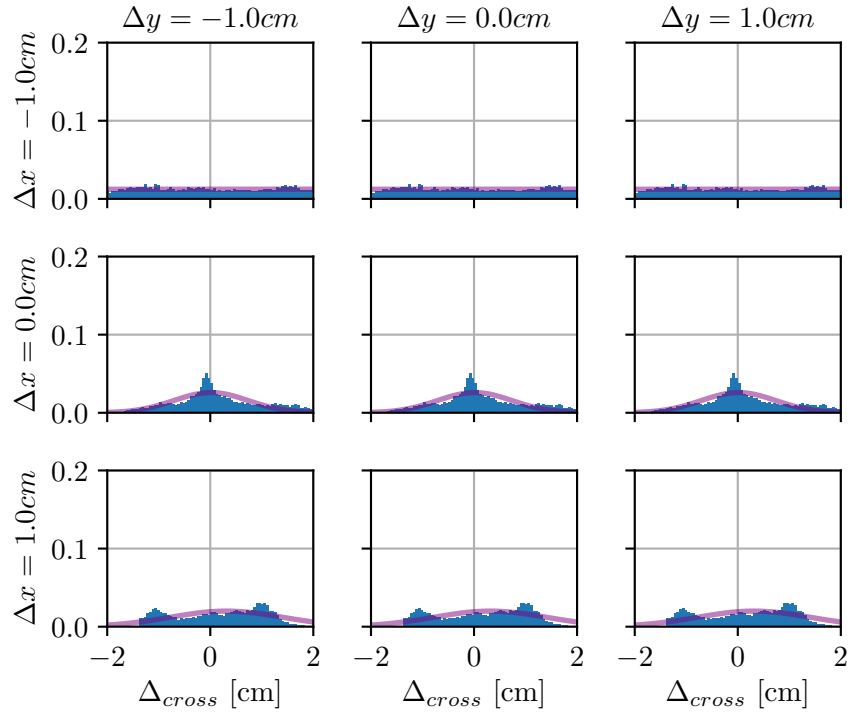 Δy = −1.0cm Δy = 0.0cm Δy = 1.0cm
Δx = −1.0cm
0.2
0.1
0.0
Δx = 0.0cm
0.2
0.1
0.0
Δx = 1.0cm
0.2
0.1
0.0
−2 0 2 −2 0 2 −2 0 2
Δcross [cm] Δcross [cm] Δcross [cm]